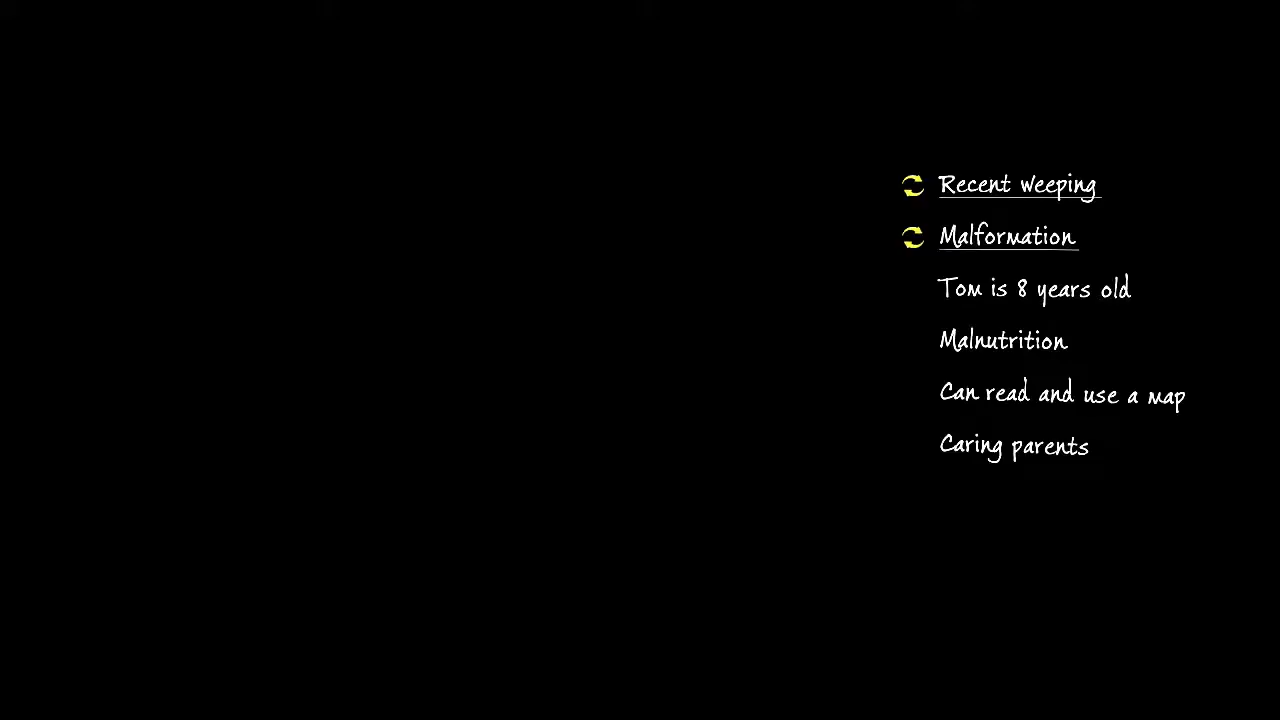 Recent weeping
Malformation
Tom is 8 years old
Malnutrition
Can read and use a map
Caring parents